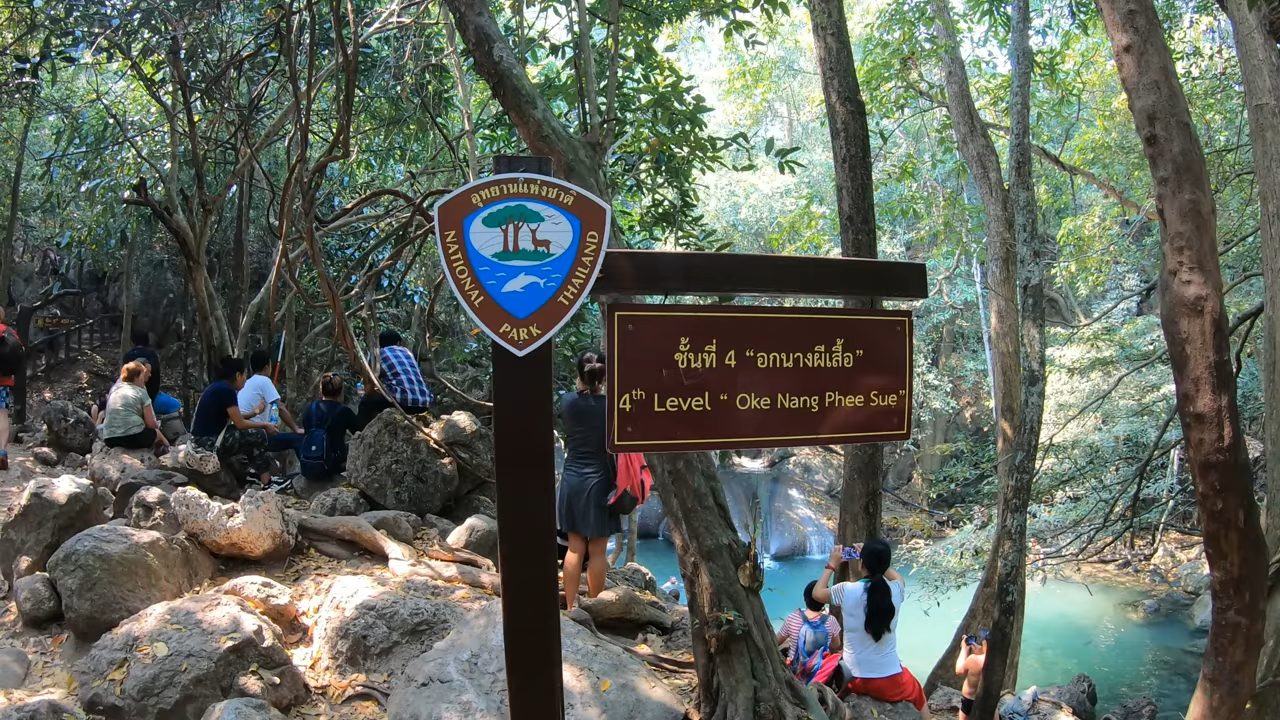 อุทยานแห่งชาติ
NATIONAL
PARK
THAILAND
ชั้นที่ 4 “อกนางผีเสื้อ”
4th Level “ Oke Nang Phee Sue”